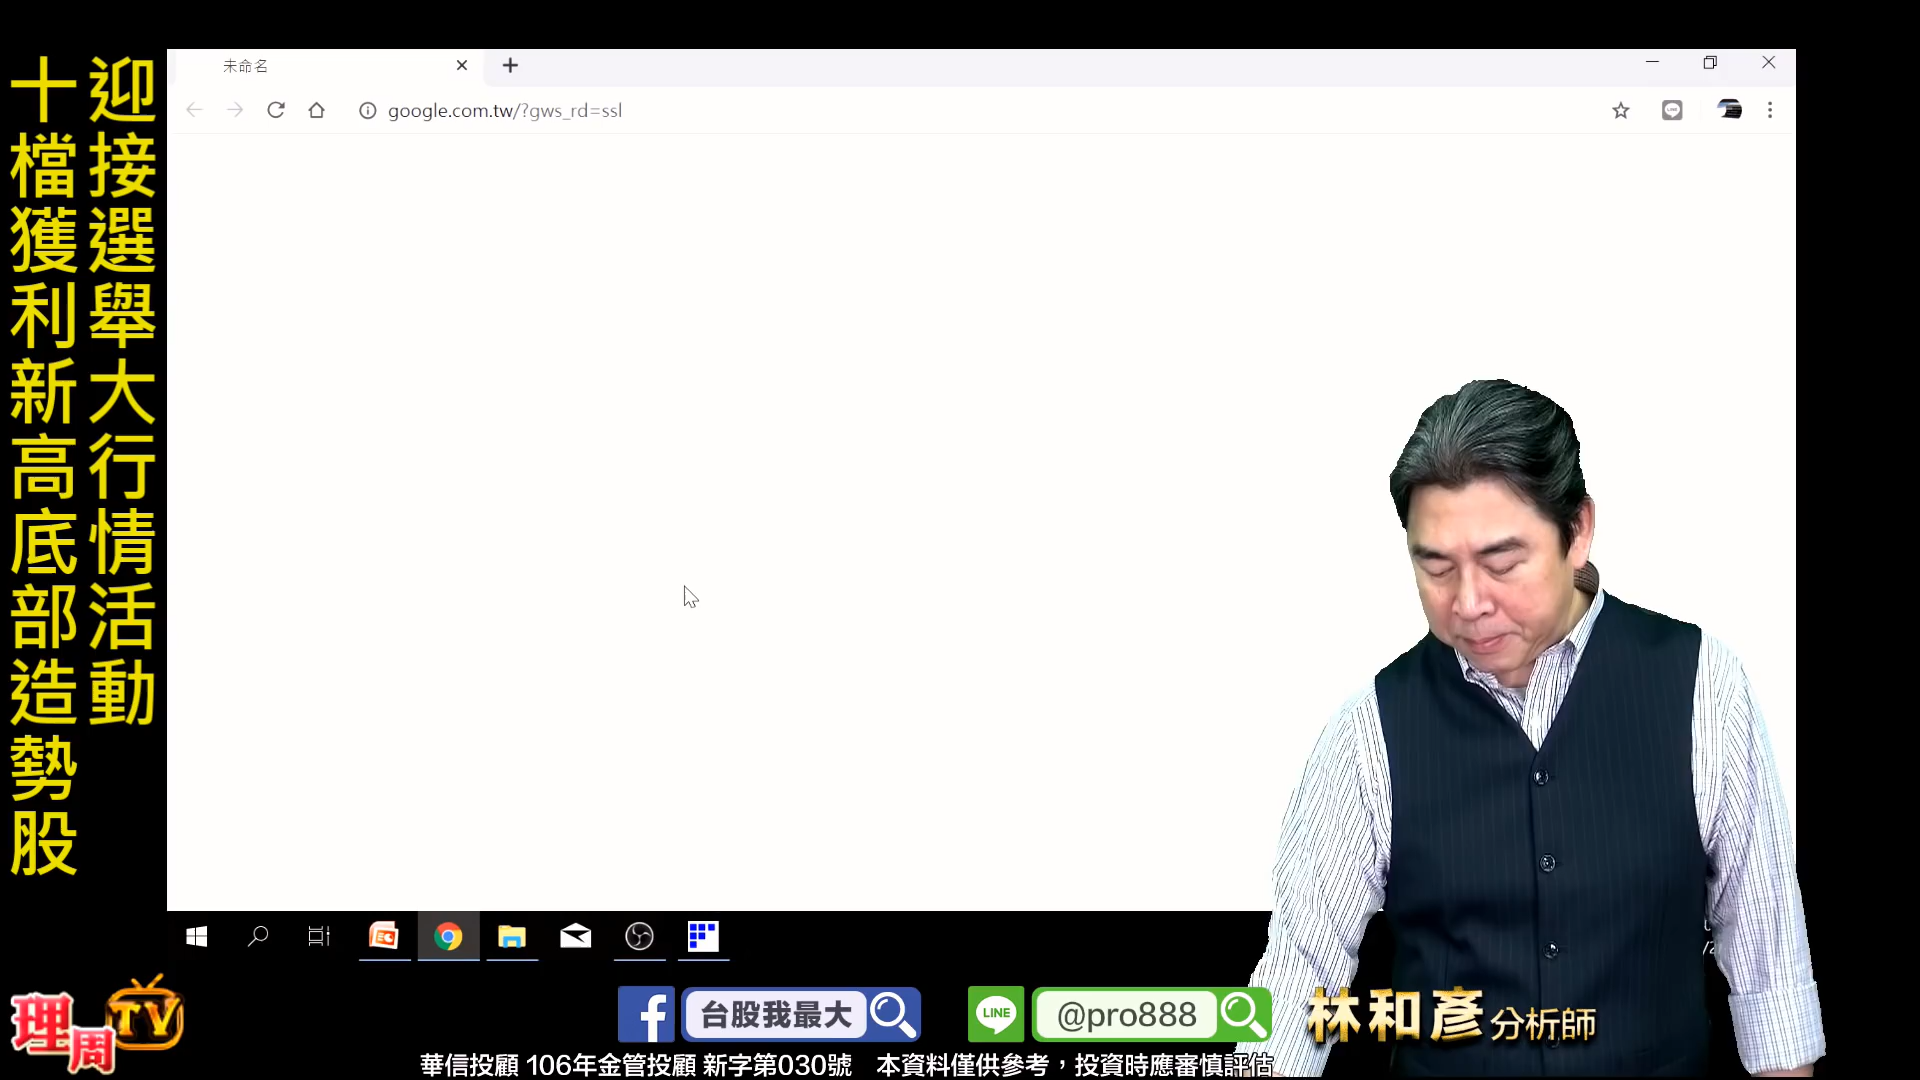 迎接選舉大行情活動
十檔獲利新高底部造勢股
未命名
google.com.tw/?gws_rd=ssl
理周TV
台股我最大
LINE
@pro888
林和彥分析師
華信投顧 106年金管投顧 新字第030號 本資料僅供參考，投資時應審慎評估